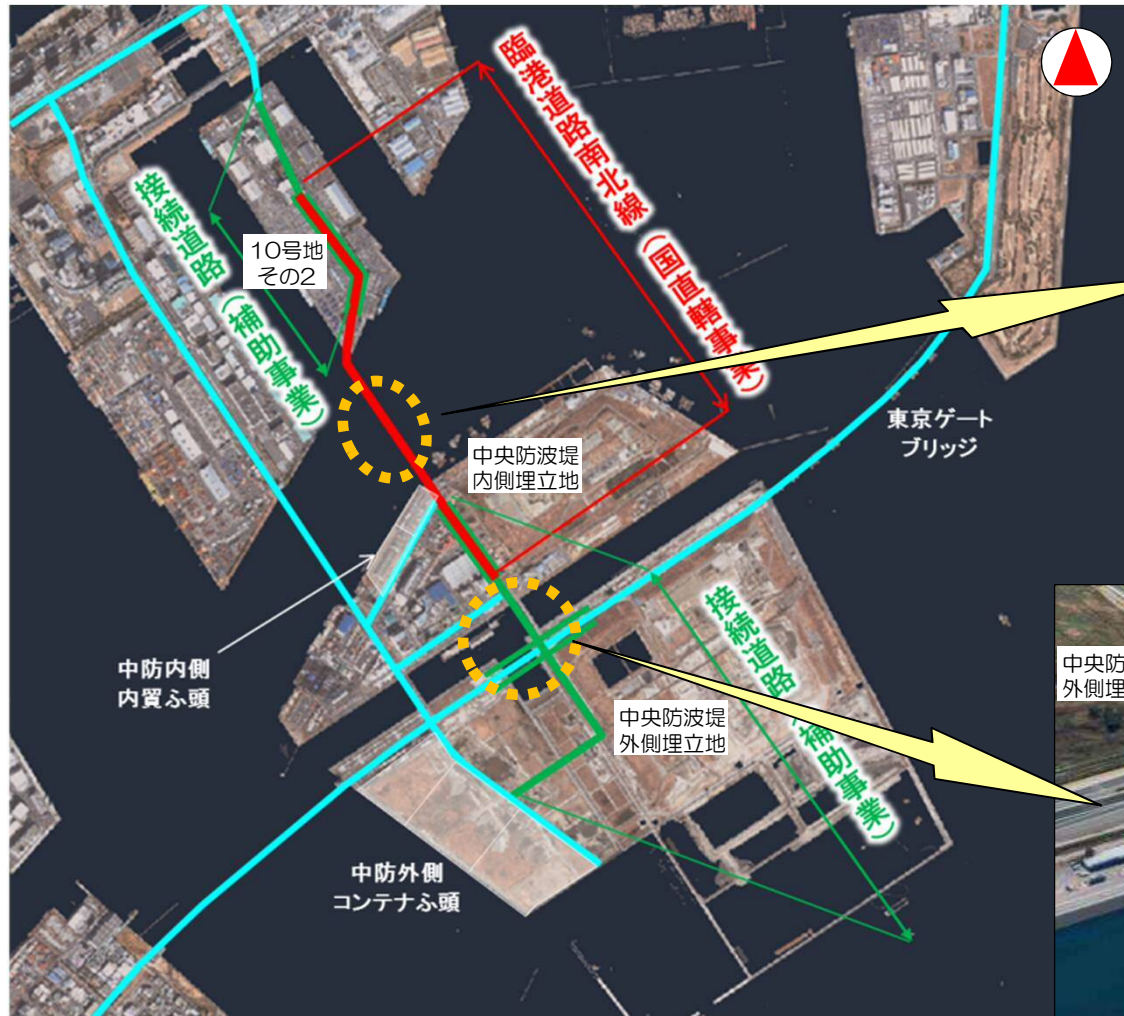 臨港道路南北線（国直轄事業）
接続道路（補助事業）
10号地
その2
東京ゲート
ブリッジ
中央防波堤
内側埋立地
中防内側
内貿ふ頭
接続道路（補助事業）
中央防
外側埋
中央防波堤
外側埋立地
中防外側
コンテナふ頭